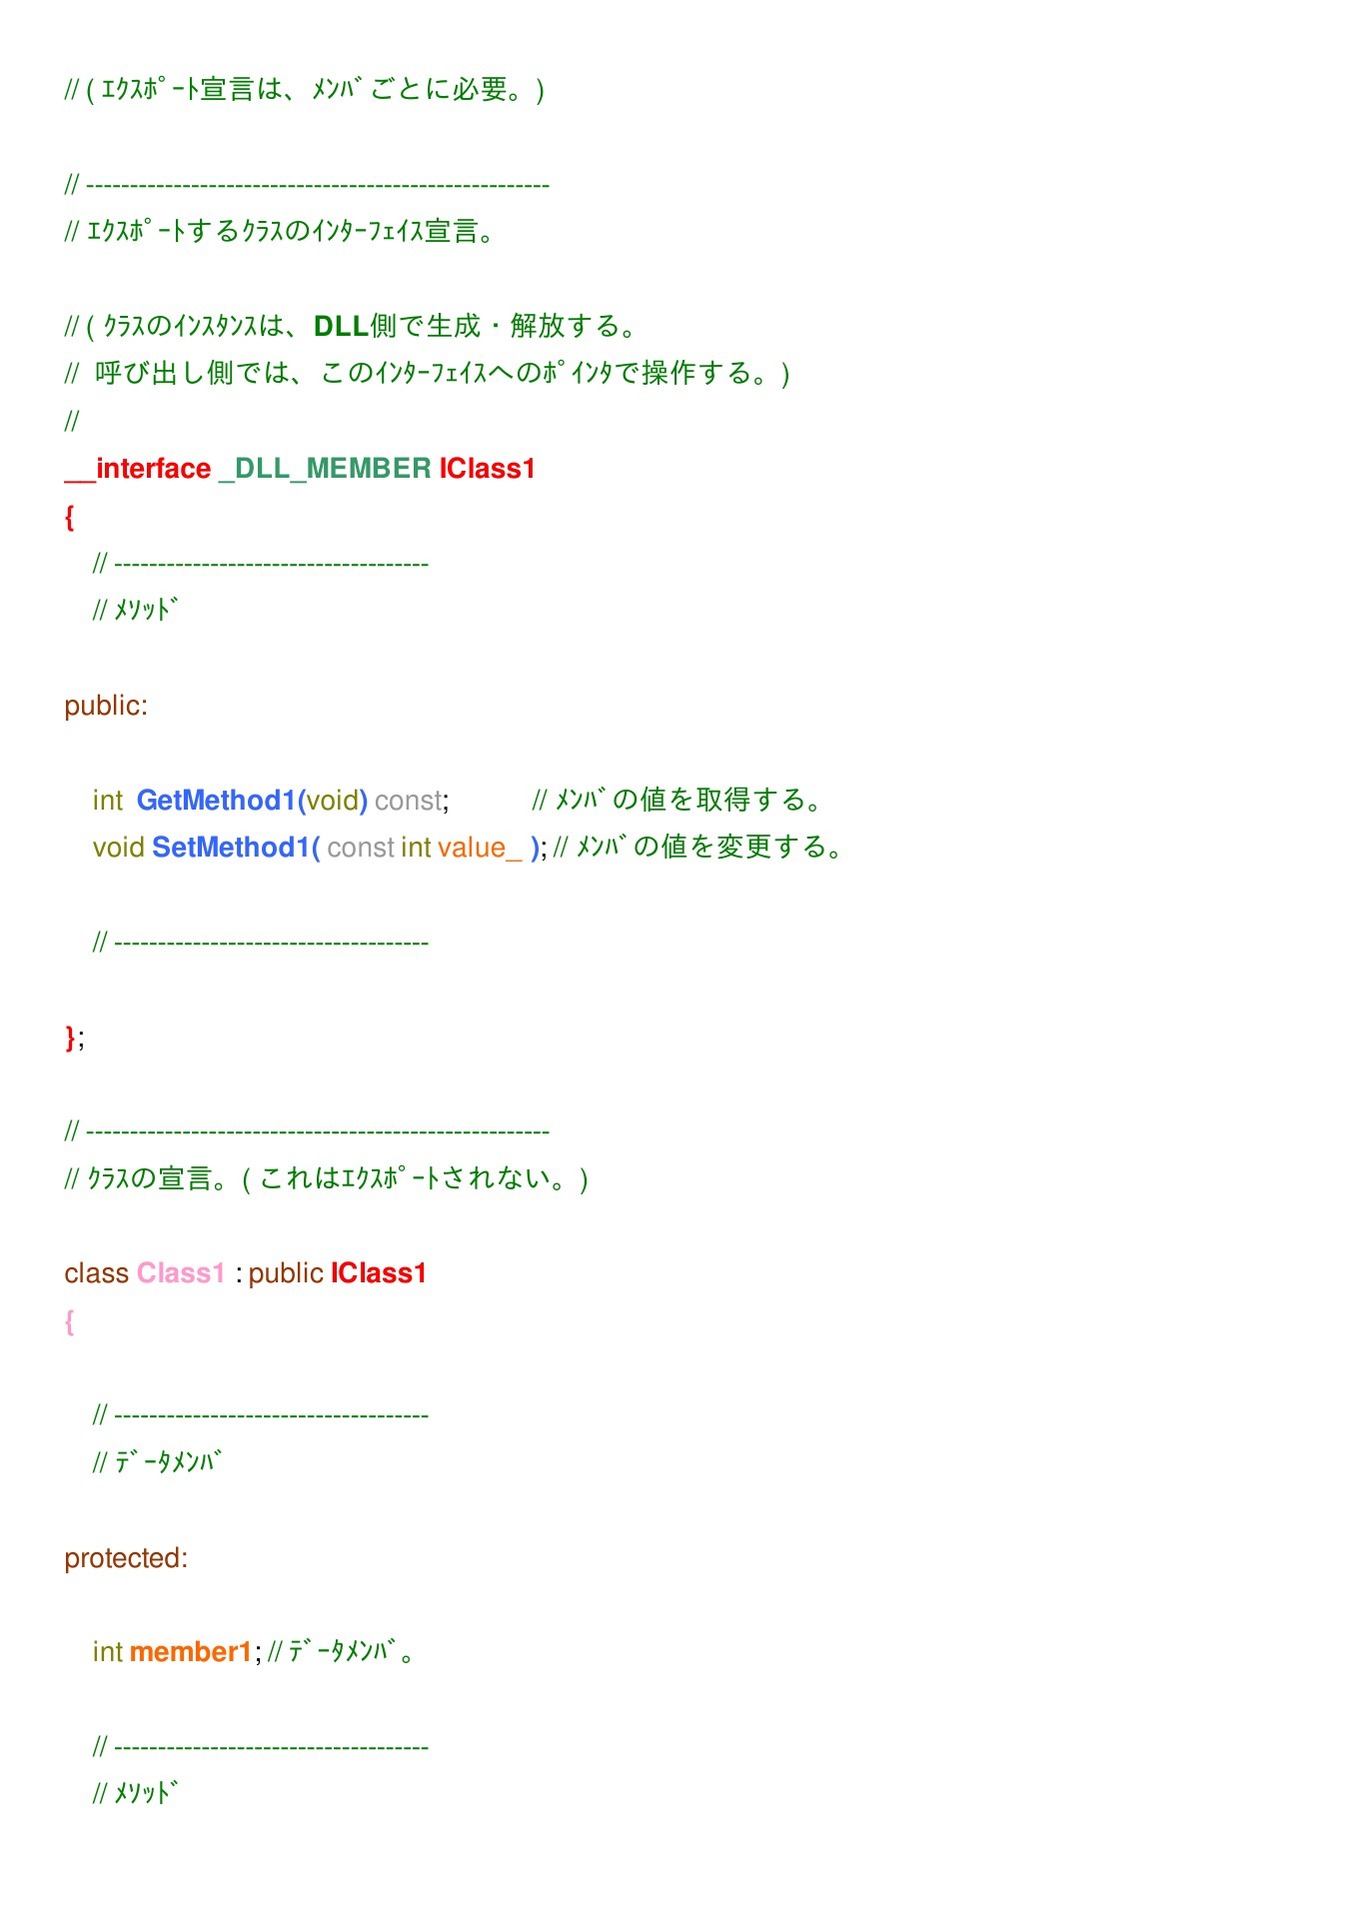 // ( ｴｸｽﾎﾟｰﾄ宣言は、ﾒﾝﾊﾞごとに必要。)
// -----------------------------------------------------
// ｴｸｽﾎﾟｰﾄするｸﾗｽのｲﾝﾀｰﾌｪｲｽ宣言。
// ( ｸﾗｽのｲﾝｽﾀﾝｽは、DLL側で生成・解放する。
//  呼び出し側では、このｲﾝﾀｰﾌｪｲｽへのﾎﾟｲﾝﾀで操作する。)
//
__interface _DLL_MEMBER IClass1
{
    // ------------------------------------
    // ﾒｿｯﾄﾞ
public:
    int  GetMethod1(void) const;           // ﾒﾝﾊﾞの値を取得する。
    void SetMethod1( const int value_ ); // ﾒﾝﾊﾞの値を変更する。
    // ------------------------------------
};
// -----------------------------------------------------
// ｸﾗｽの宣言。( これはｴｸｽﾎﾟｰﾄされない。)
class Class1 : public IClass1
{
    // ------------------------------------
    // ﾃﾞｰﾀﾒﾝﾊﾞ
protected:
    int member1; // ﾃﾞｰﾀﾒﾝﾊﾞ。
    // ------------------------------------
    // ﾒｿｯﾄﾞ